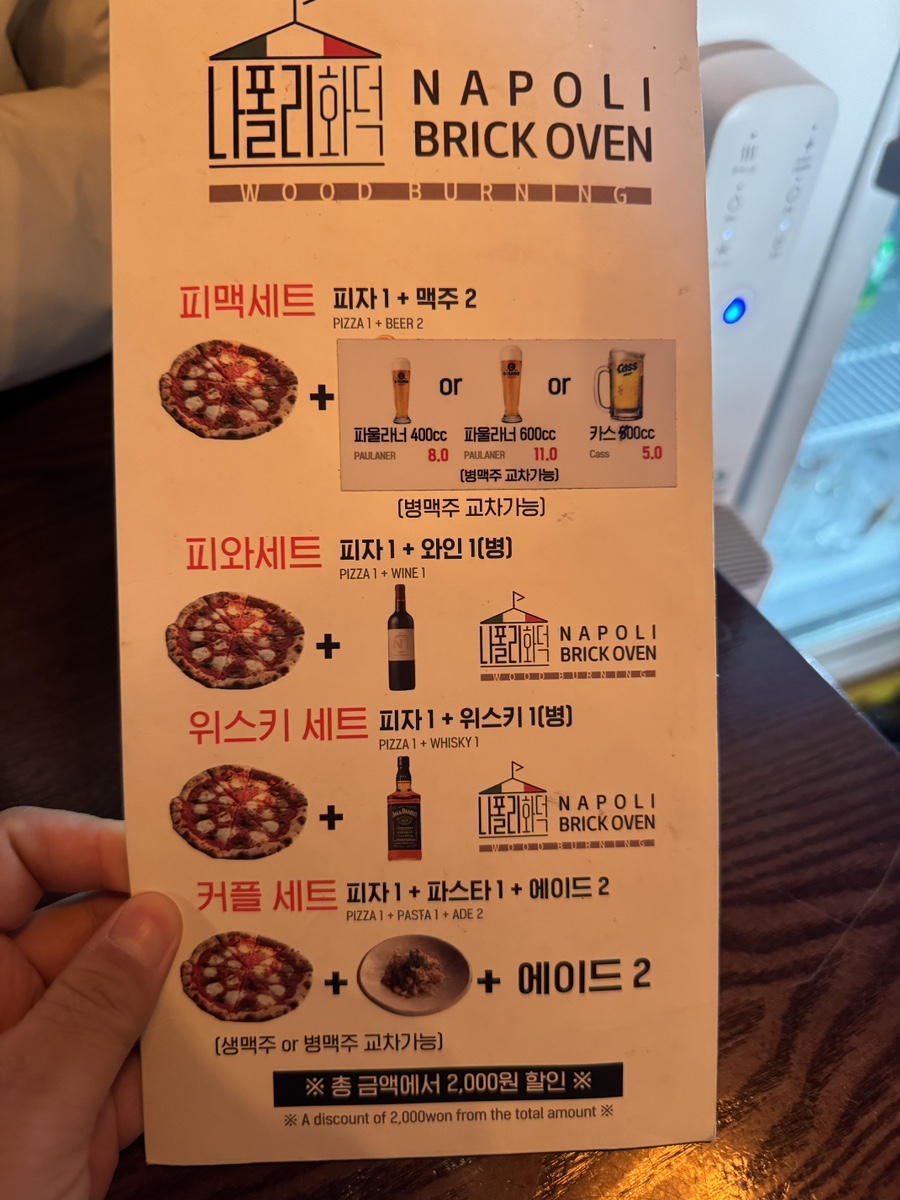 나폴리화덕
NAPOLI
BRICK OVEN
WOOD BURNING
피맥세트 피자 1 + 맥주 2
PIZZA 1 + BEER 2
+ or or
Cass
파울라너 400cc 파울라너 600cc 카스 500cc
PAULANER 8.0 PAULANER 11.0 Cass 5.0
(병맥주 교차가능)
(병맥주 교차가능)
피와세트 피자 1 + 와인 1(병)
PIZZA 1 + WINE 1
+
나폴리화덕
NAPOLI
BRICK OVEN
WOOD BURNING
위스키 세트 피자 1 + 위스키 1(병)
PIZZA 1 + WHISKY 1
+
나폴리화덕
NAPOLI
BRICK OVEN
WOOD BURNING
커플 세트 피자 1 + 파스타 1 + 에이드 2
PIZZA 1 + PASTA 1 + ADE 2
+ + 에이드 2
(생맥주 or 병맥주 교차가능)
※ 총 금액에서 2,000원 할인 ※
※ A discount of 2,000won from the total amount ※